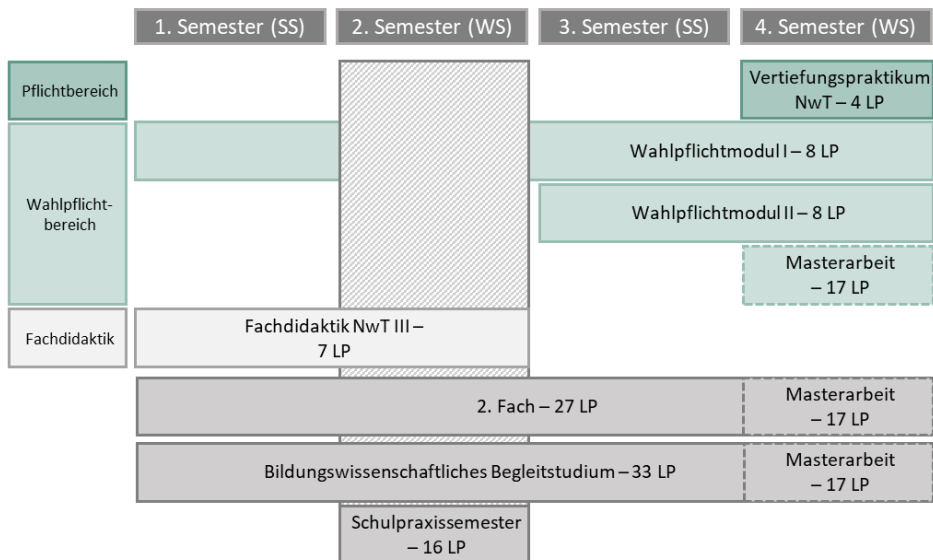 1. Semester (SS)
2. Semester (WS)
3. Semester (SS)
4. Semester (WS)
Pflichtbereich
Vertiefungspraktikum
NwT – 4 LP
Wahlpflicht-
bereich
Wahlpflichtmodul I – 8 LP
Wahlpflichtmodul II – 8 LP
Masterarbeit
– 17 LP
Fachdidaktik
Fachdidaktik NwT III –
7 LP
2. Fach – 27 LP
Masterarbeit
– 17 LP
Bildungswissenschaftliches Begleitstudium – 33 LP
Masterarbeit
– 17 LP
Schulpraxissemester
– 16 LP